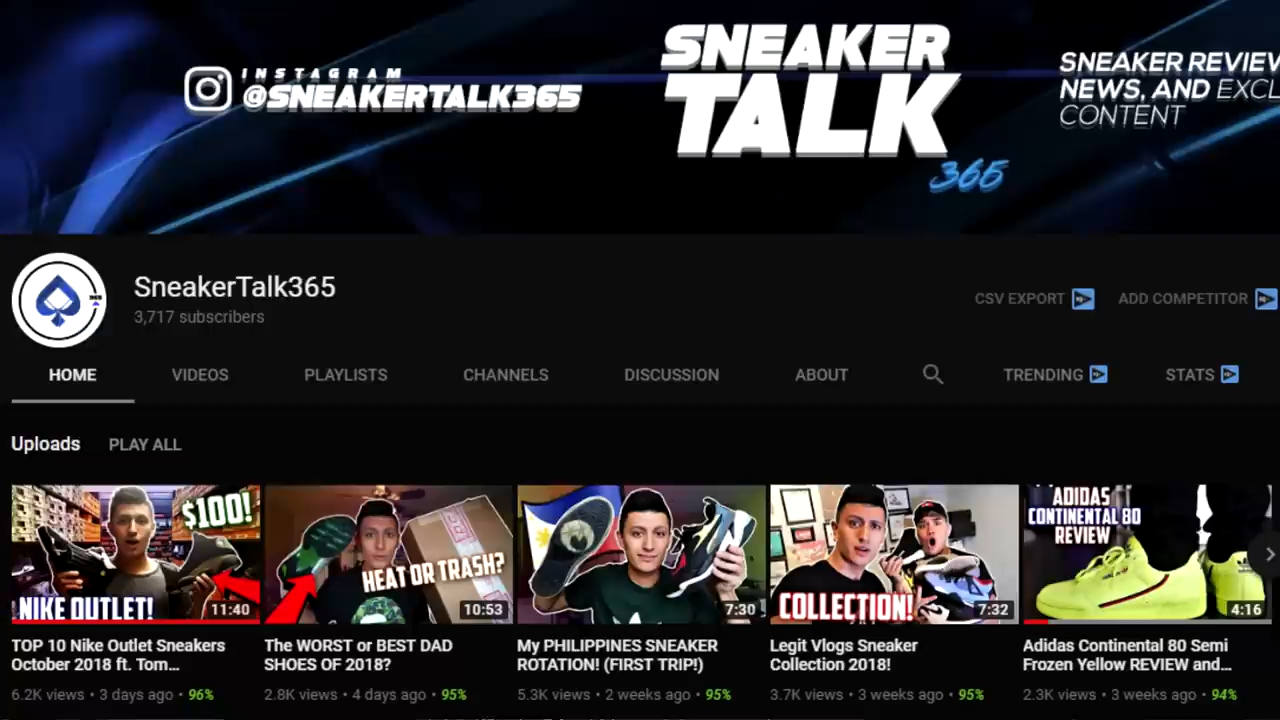 INSTAGRAM
@SNEAKERTALK365
SNEAKER
TALK
365
SNEAKER REVIEW
NEWS, AND EXCL
CONTENT
SneakerTalk365
3,717 subscribers
CSV EXPORT
ADD COMPETITOR
HOME
VIDEOS
PLAYLISTS
CHANNELS
DISCUSSION
ABOUT
TRENDING
STATS
Uploads
PLAY ALL
$100!
NIKE OUTLET!
11:40
HEAT OR TRASH?
10:53
7:30
COLLECTION!
7:32
ADIDAS
CONTINENTAL 80
REVIEW
4:16
TOP 10 Nike Outlet Sneakers
October 2018 ft. Tom...
6.2K views • 3 days ago • 96%
The WORST or BEST DAD
SHOES OF 2018?
2.8K views • 4 days ago • 95%
My PHILIPPINES SNEAKER
ROTATION! (FIRST TRIP!)
5.3K views • 2 weeks ago • 95%
Legit Vlogs Sneaker
Collection 2018!
3.7K views • 3 weeks ago • 95%
Adidas Continental 80 Semi
Frozen Yellow REVIEW and...
2.3K views • 3 weeks ago • 94%